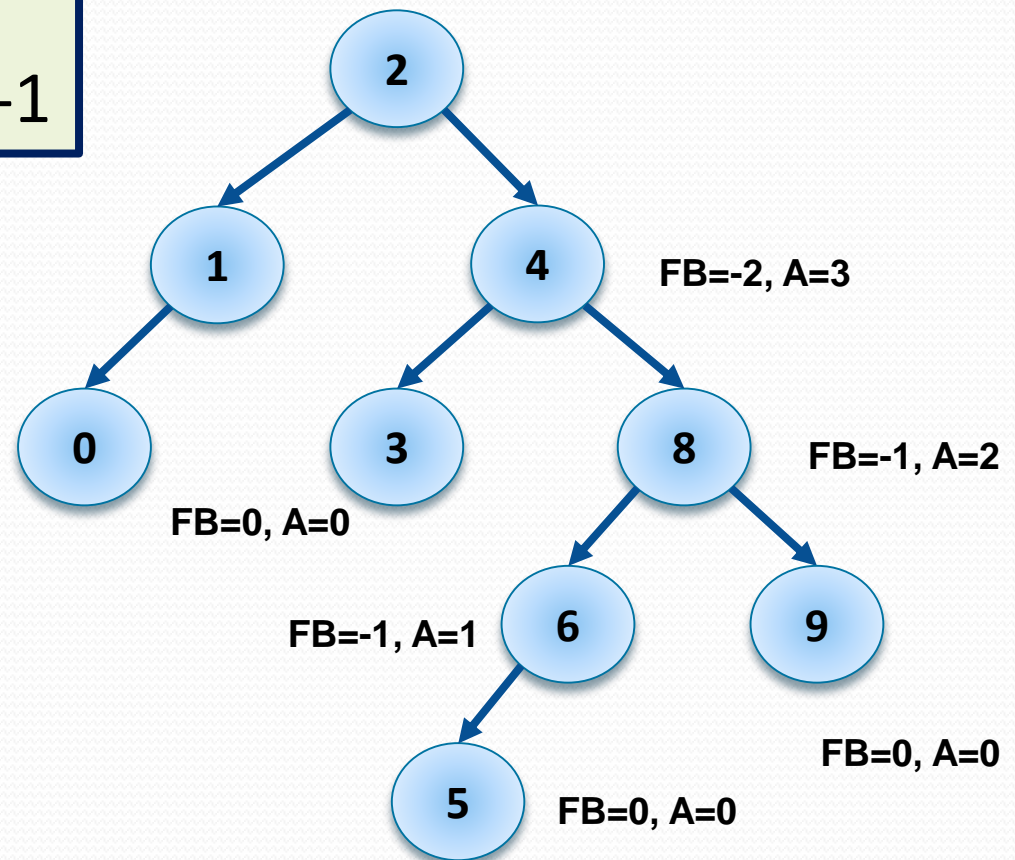 -1
2
1
4
FB=-2, A=3
0
3
8
FB=-1, A=2
FB=0, A=0
FB=-1, A=1
6
9
FB=0, A=0
5
FB=0, A=0